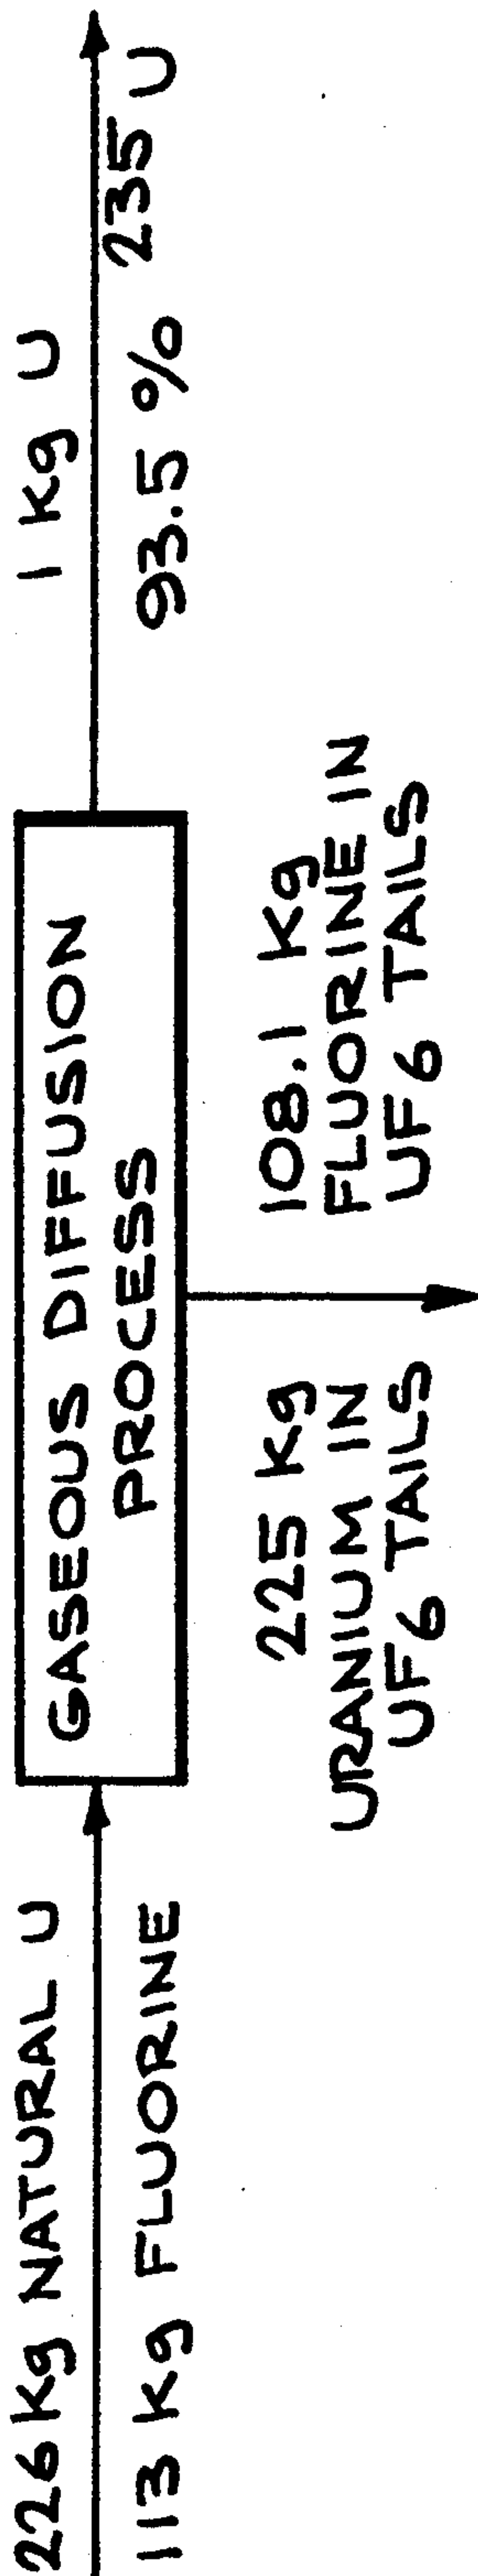 226 Kg NATURAL U
113 Kg FLUORINE
GASEOUS DIFFUSION
PROCESS
1 Kg U
93.5 % 235 U
225 Kg
URANIUM IN
UF6 TAILS
108.1 Kg
FLUORINE IN
UF6 TAILS